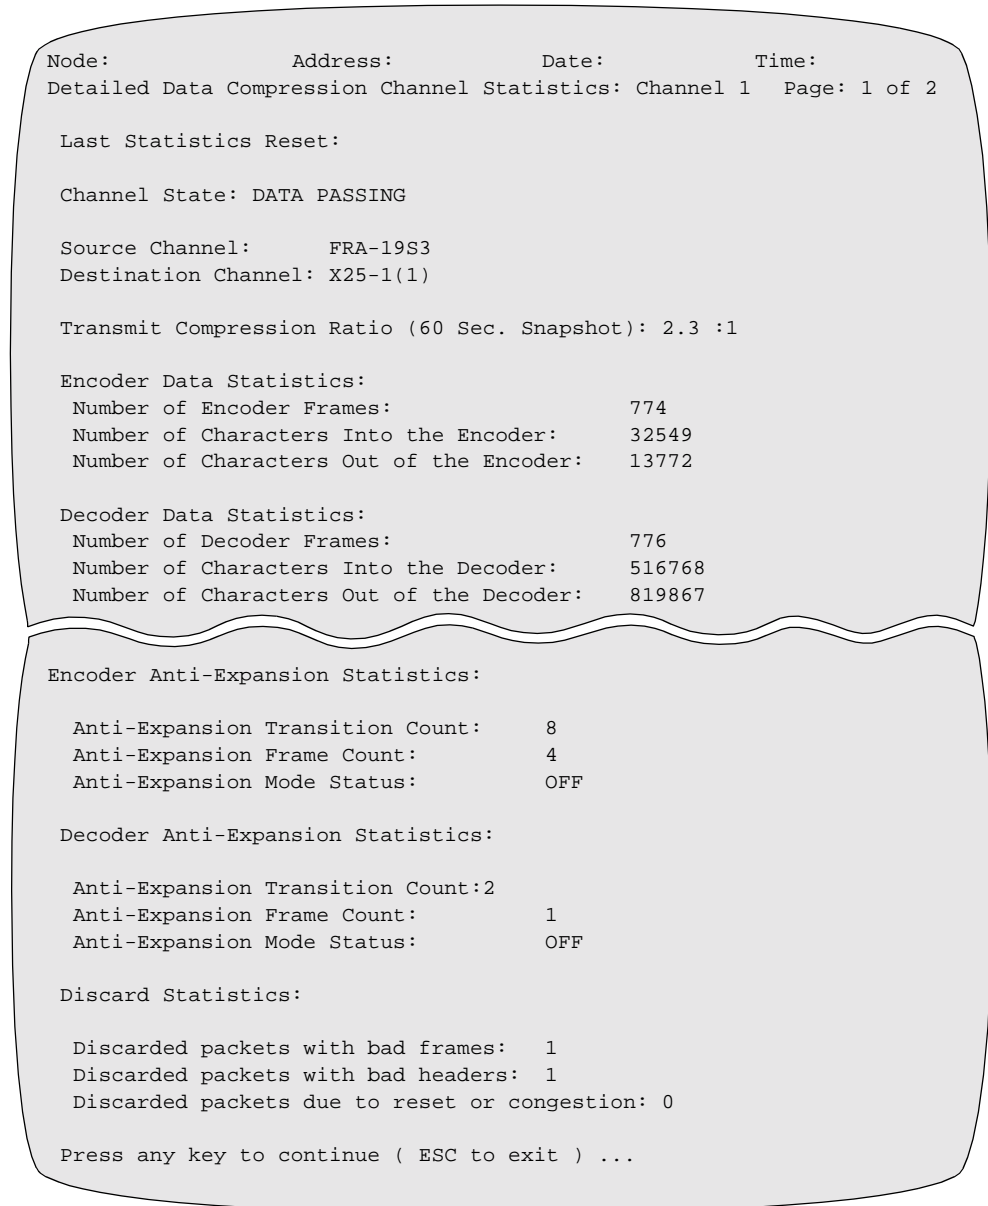 Node: Address: Date: Time:
Detailed Data Compression Channel Statistics: Channel 1 Page: 1 of 2
Last Statistics Reset:
Channel State: DATA PASSING
Source Channel: FRA-19S3
Destination Channel: X25-1(1)
Transmit Compression Ratio (60 Sec. Snapshot): 2.3 :1
Encoder Data Statistics:
Number of Encoder Frames: 774
Number of Characters Into the Encoder: 32549
Number of Characters Out of the Encoder: 13772
Decoder Data Statistics:
Number of Decoder Frames: 776
Number of Characters Into the Decoder: 516768
Number of Characters Out of the Decoder: 819867
Encoder Anti-Expansion Statistics:
Anti-Expansion Transition Count: 8
Anti-Expansion Frame Count: 4
Anti-Expansion Mode Status: OFF
Decoder Anti-Expansion Statistics:
Anti-Expansion Transition Count:2
Anti-Expansion Frame Count: 1
Anti-Expansion Mode Status: OFF
Discard Statistics:
Discarded packets with bad frames: 1
Discarded packets with bad headers: 1
Discarded packets due to reset or congestion: 0
Press any key to continue ( ESC to exit ) ...